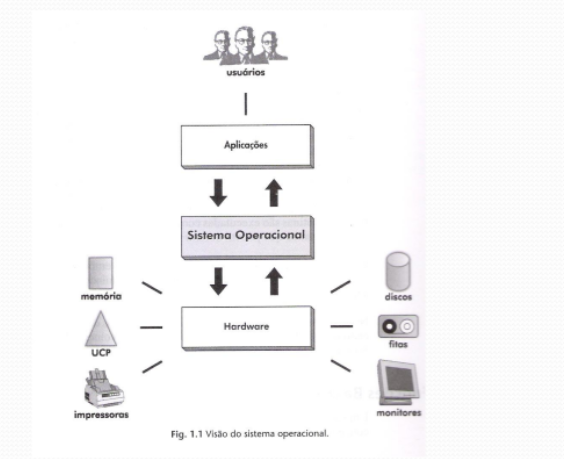 usuários
Aplicações
Sistema Operacional
memória
discos
Hardware
UCP
fitas
impressoras
monitores
Fig. 1.1 Visão do sistema operacional.